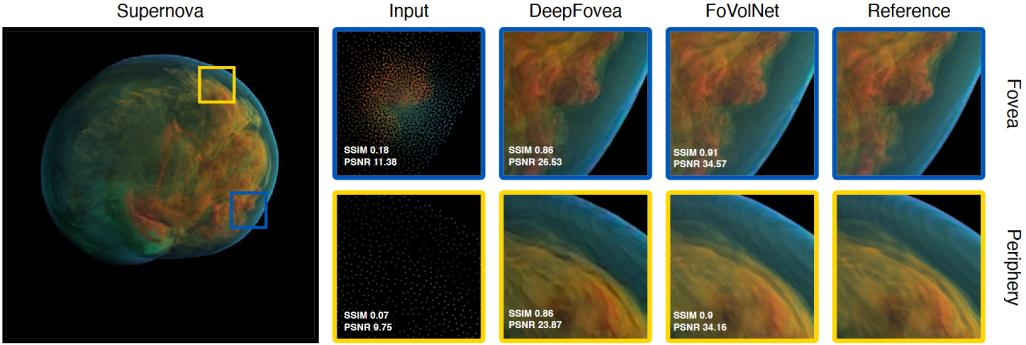 Supernova
Input
DeepFovea
FoVolNet
Reference
SSIM 0.18
PSNR 11.38
SSIM 0.86
PSNR 26.53
SSIM 0.91
PSNR 34.57
Fovea
SSIM 0.07
PSNR 9.75
SSIM 0.86
PSNR 23.87
SSIM 0.9
PSNR 34.16
Periphery